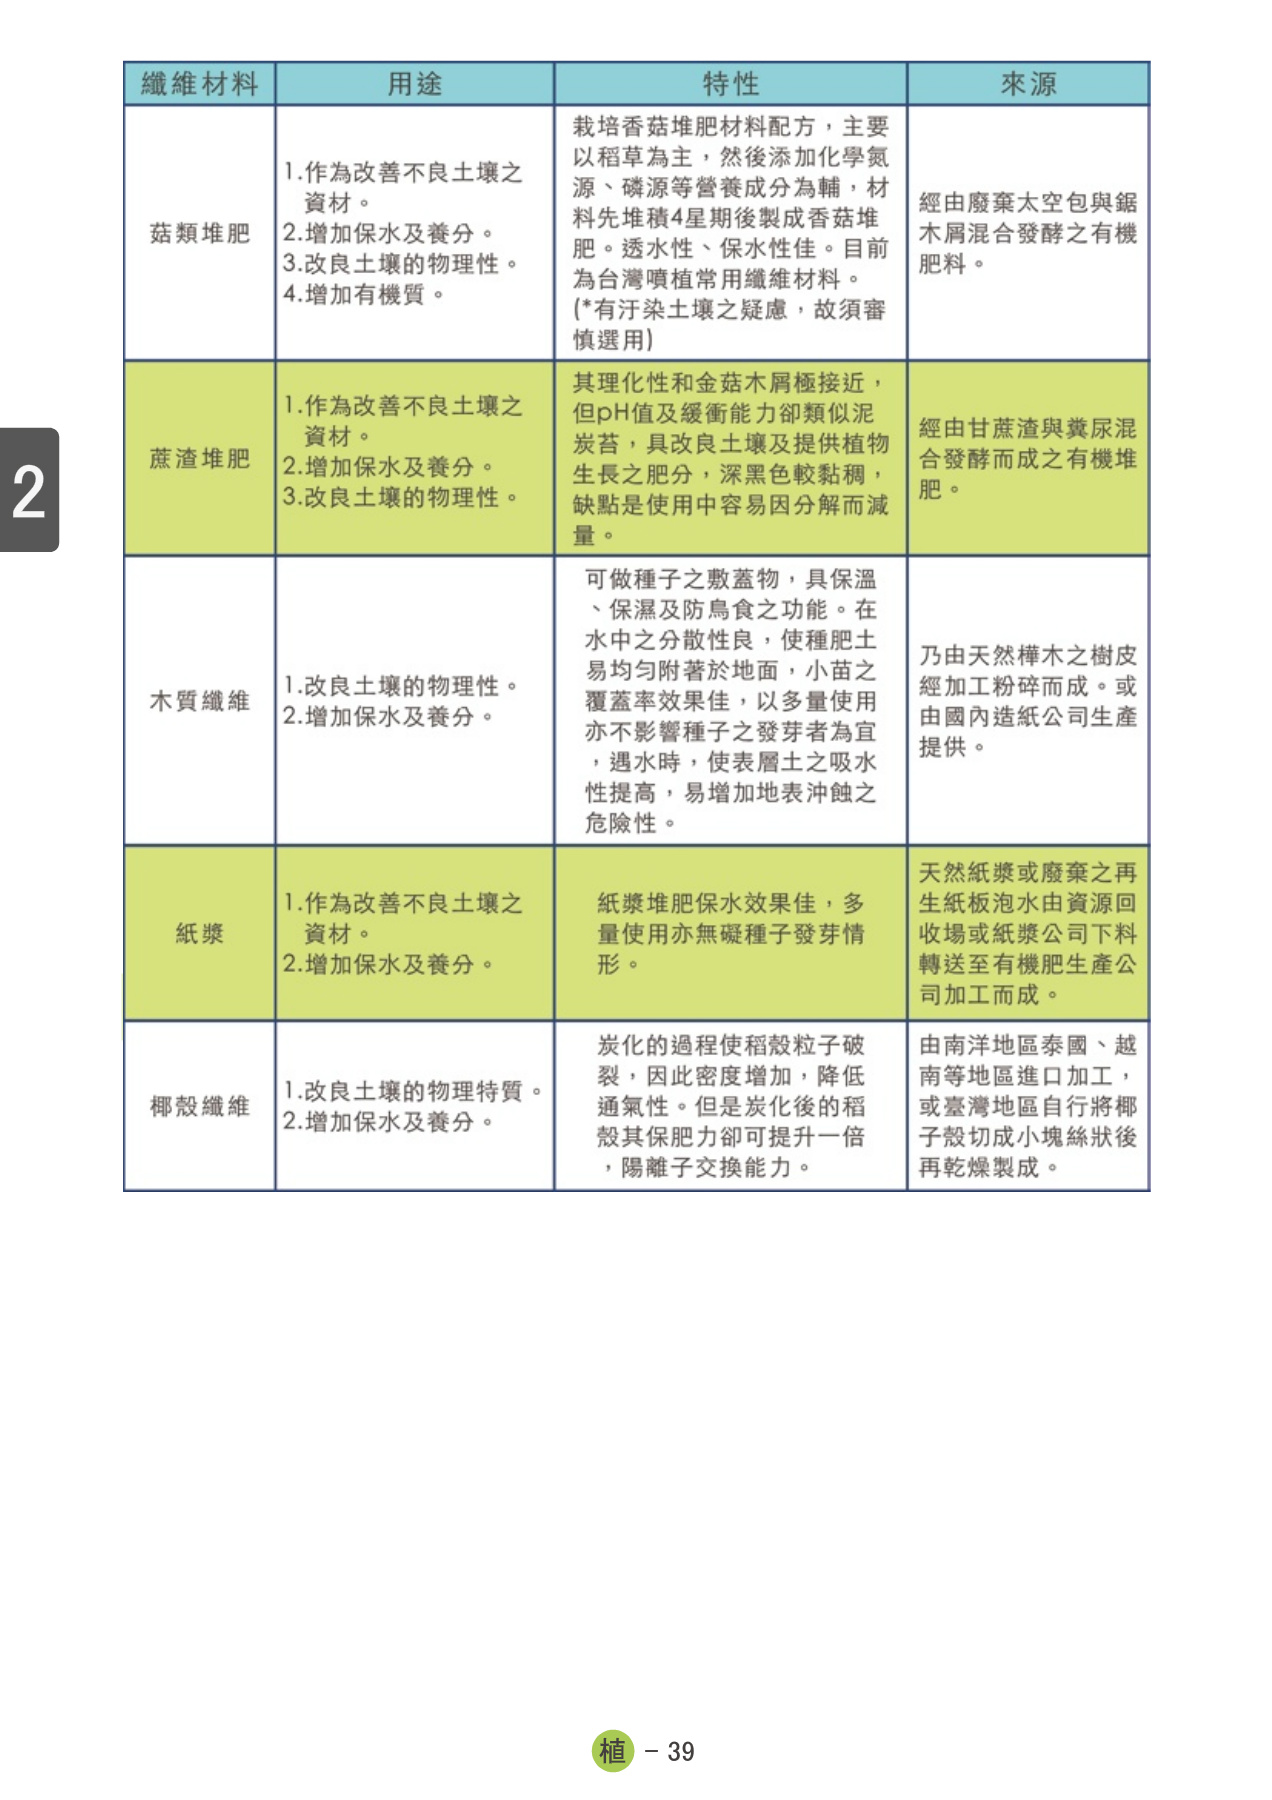 纖維材料 用途 特性 來源
菇類堆肥
1.作為改善不良土壤之
資材。
2.增加保水及養分。
3.改良土壤的物理性。
4.增加有機質。
栽培香菇堆肥材料配方，主要
以稻草為主，然後添加化學氮
源、磷源等營養成分為輔，材
料先堆積4星期後製成香菇堆
肥。透水性、保水性佳。目前
為台灣噴植常用纖維材料。
(*有汙染土壤之疑慮，故須審
慎選用)
經由廢棄太空包與鋸
木屑混合發酵之有機
肥料。
蔗渣堆肥
1.作為改善不良土壤之
資材。
2.增加保水及養分。
3.改良土壤的物理性。
其理化性和金菇木屑極接近，
但pH值及緩衝能力卻類似泥
炭苔，具改良土壤及提供植物
生長之肥分，深黑色較黏稠，
缺點是使用中容易因分解而減
量。
經由甘蔗渣與糞尿混
合發酵而成之有機堆
肥。
2
木質纖維
1.改良土壤的物理性。
2.增加保水及養分。
可做種子之敷蓋物，具保溫
、保濕及防鳥食之功能。在
水中之分散性良，使種肥土
易均勻附著於地面，小苗之
覆蓋率效果佳，以多量使用
亦不影響種子之發芽者為宜
，遇水時，使表層土之吸水
性提高，易增加地表沖蝕之
危險性。
乃由天然樺木之樹皮
經加工粉碎而成。或
由國內造紙公司生產
提供。
紙漿
1.作為改善不良土壤之
資材。
2.增加保水及養分。
紙漿堆肥保水效果佳，多
量使用亦無礙種子發芽情
形。
天然紙漿或廢棄之再
生紙板泡水由資源回
收場或紙漿公司下料
轉送至有機肥生產公
司加工而成。
椰殼纖維
1.改良土壤的物理特質。
2.增加保水及養分。
炭化的過程使稻殼粒子破
裂，因此密度增加，降低
通氣性。但是炭化後的稻
殼其保肥力卻可提升一倍
，陽離子交換能力。
由南洋地區泰國、越
南等地區進口加工，
或臺灣地區自行將椰
子殼切成小塊絲狀後
再乾燥製成。
植 - 39